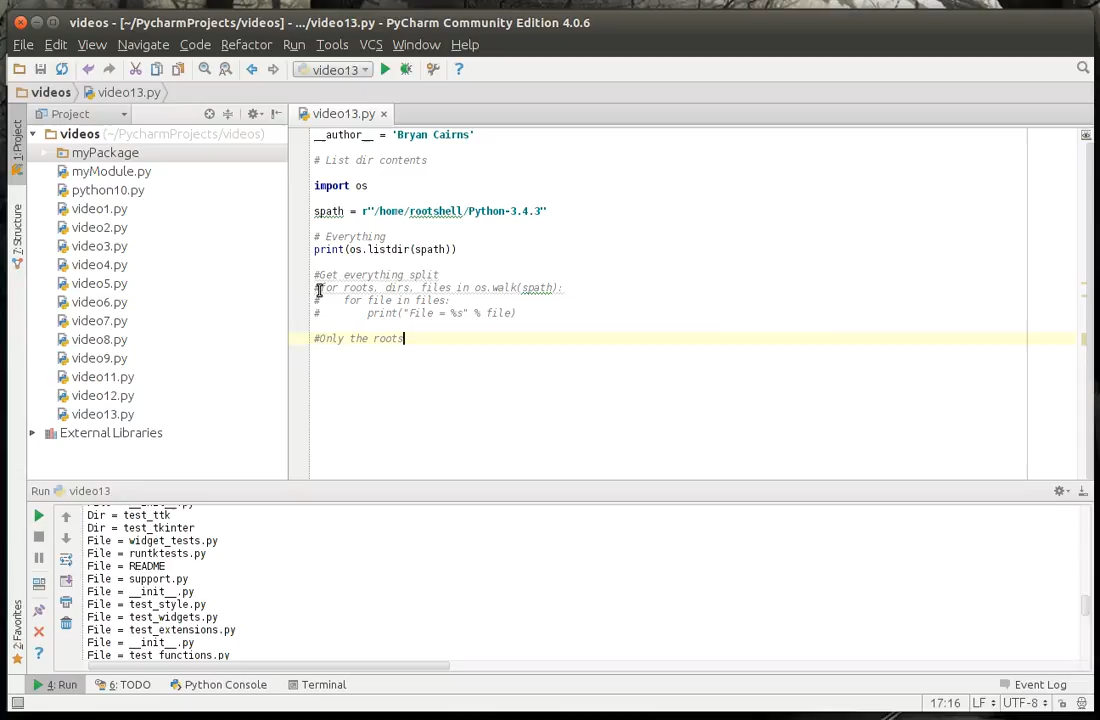 videos - [~/PycharmProjects/videos] - .../video13.py - PyCharm Community Edition 4.0.6
File Edit View Navigate Code Refactor Run Tools VCS Window Help
video13
videos video13.py
1: Project
7: Structure
2: Favorites
Project
videos (~/PycharmProjects/videos)
myPackage
myModule.py
python10.py
video1.py
video2.py
video3.py
video4.py
video5.py
video6.py
video7.py
video8.py
video9.py
video11.py
video12.py
video13.py
External Libraries
video13.py
__author__ = 'Bryan Cairns'
# List dir contents
import os
spath = r"/home/rootshell/Python-3.4.3"
# Everything
print(os.listdir(spath))
#Get everything split
#for roots, dirs, files in os.walk(spath):
#    for file in files:
#        print("File = %s" % file)
#Only the roots
Run video13
File = __init__.py
Dir = test_ttk
Dir = test_tkinter
File = widget_tests.py
File = runtktests.py
File = README
File = support.py
File = __init__.py
File = test_style.py
File = test_widgets.py
File = test_extensions.py
File = __init__.py
File = test_functions.py
4: Run 6: TODO Python Console Terminal Event Log
17:16 LF UTF-8